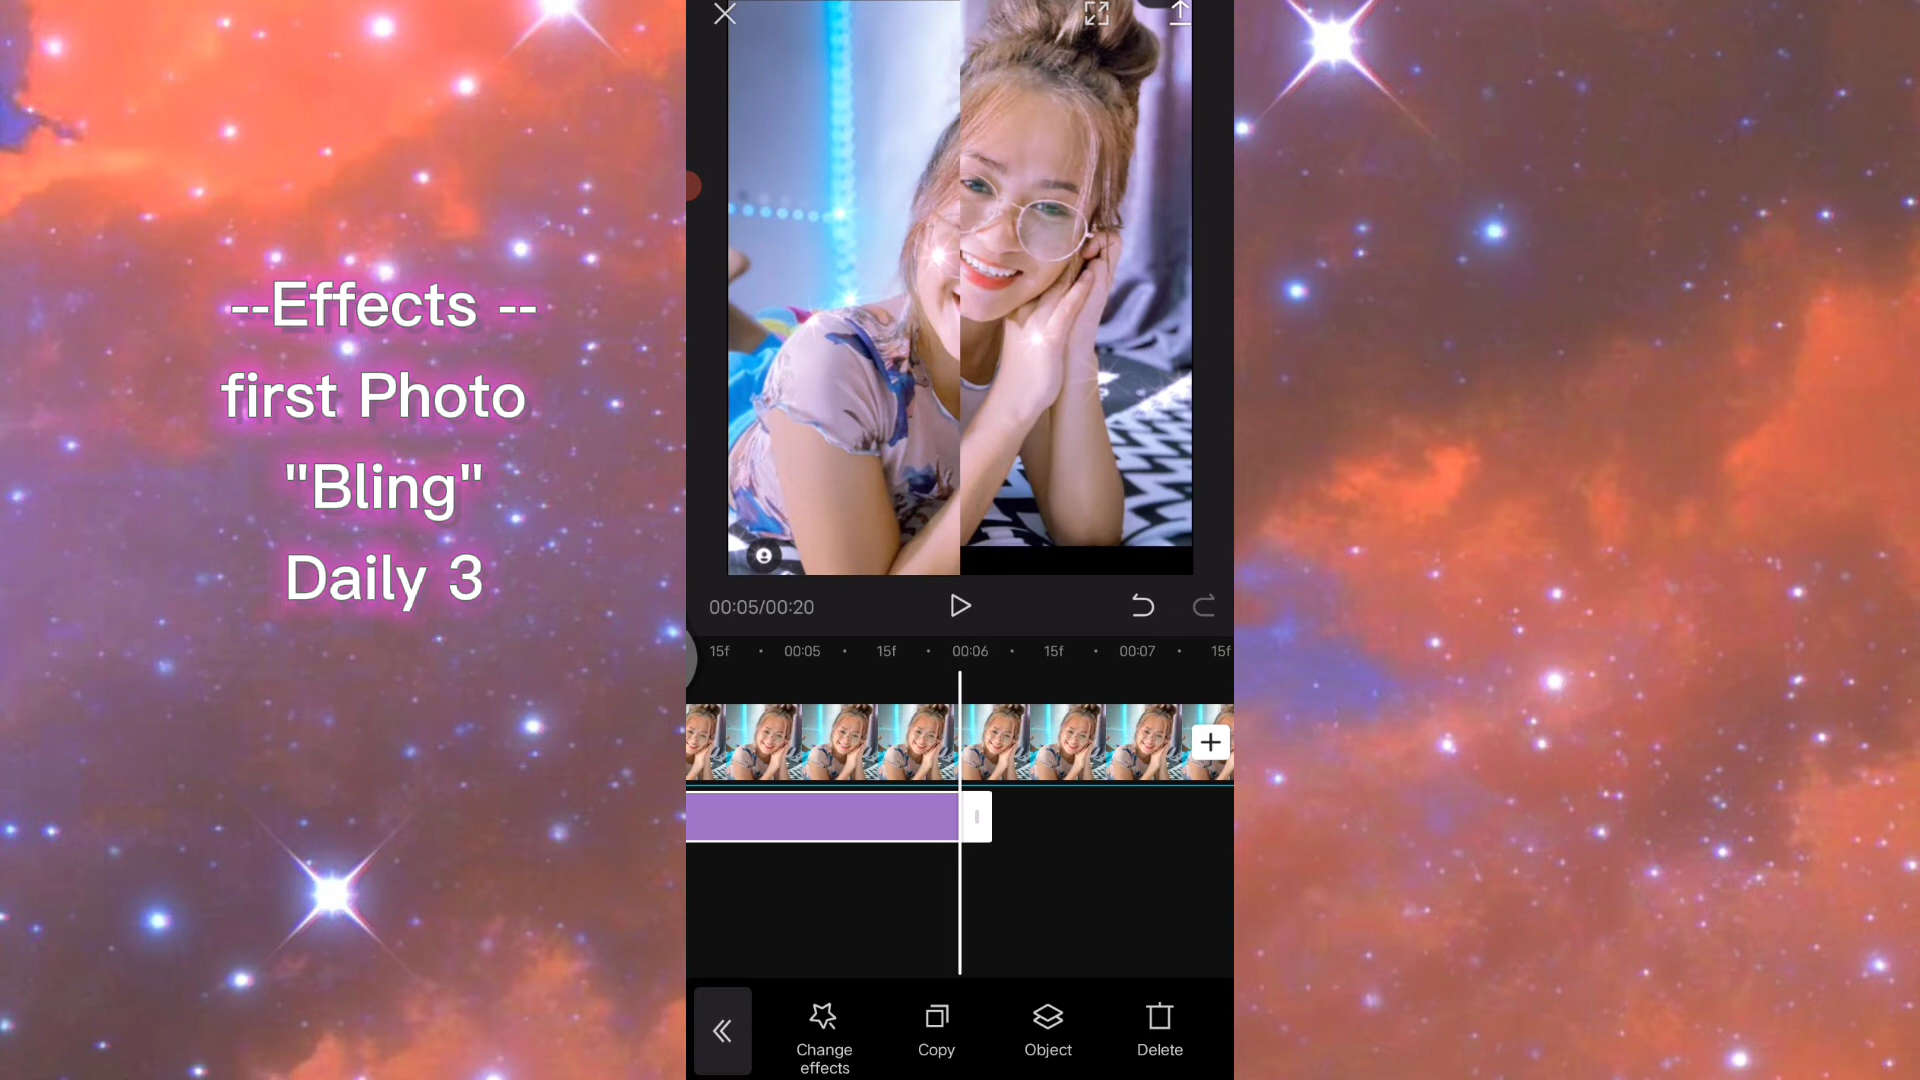 --Effects --
first Photo
"Bling"
Daily 3
00:05/00:20
15f
00:05
15f
00:06
15f
00:07
15f
Change effects
Copy
Object
Delete